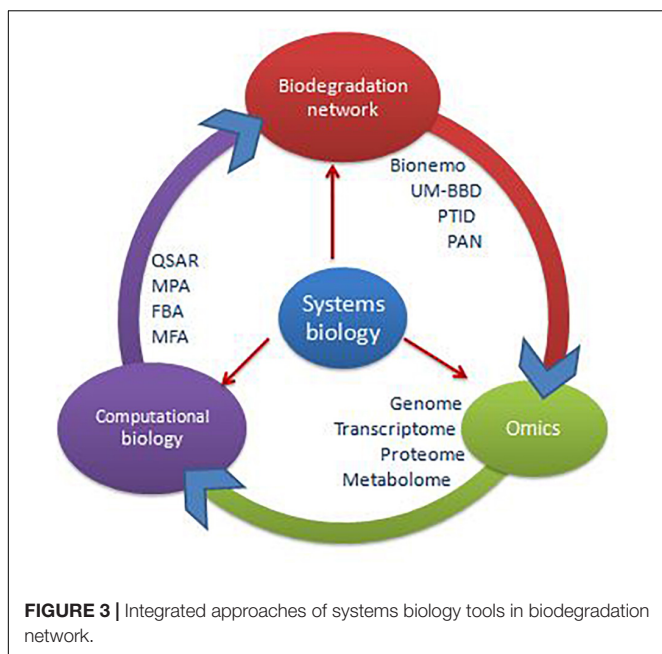 Biodegradation
network
Bionemo
UM-BBD
PTID
PAN
QSAR
MPA
FBA
MFA
Systems
biology
Computational
biology
Genome
Transcriptome
Proteome
Metabolome
Omics
FIGURE 3 | Integrated approaches of systems biology tools in biodegradation
network.